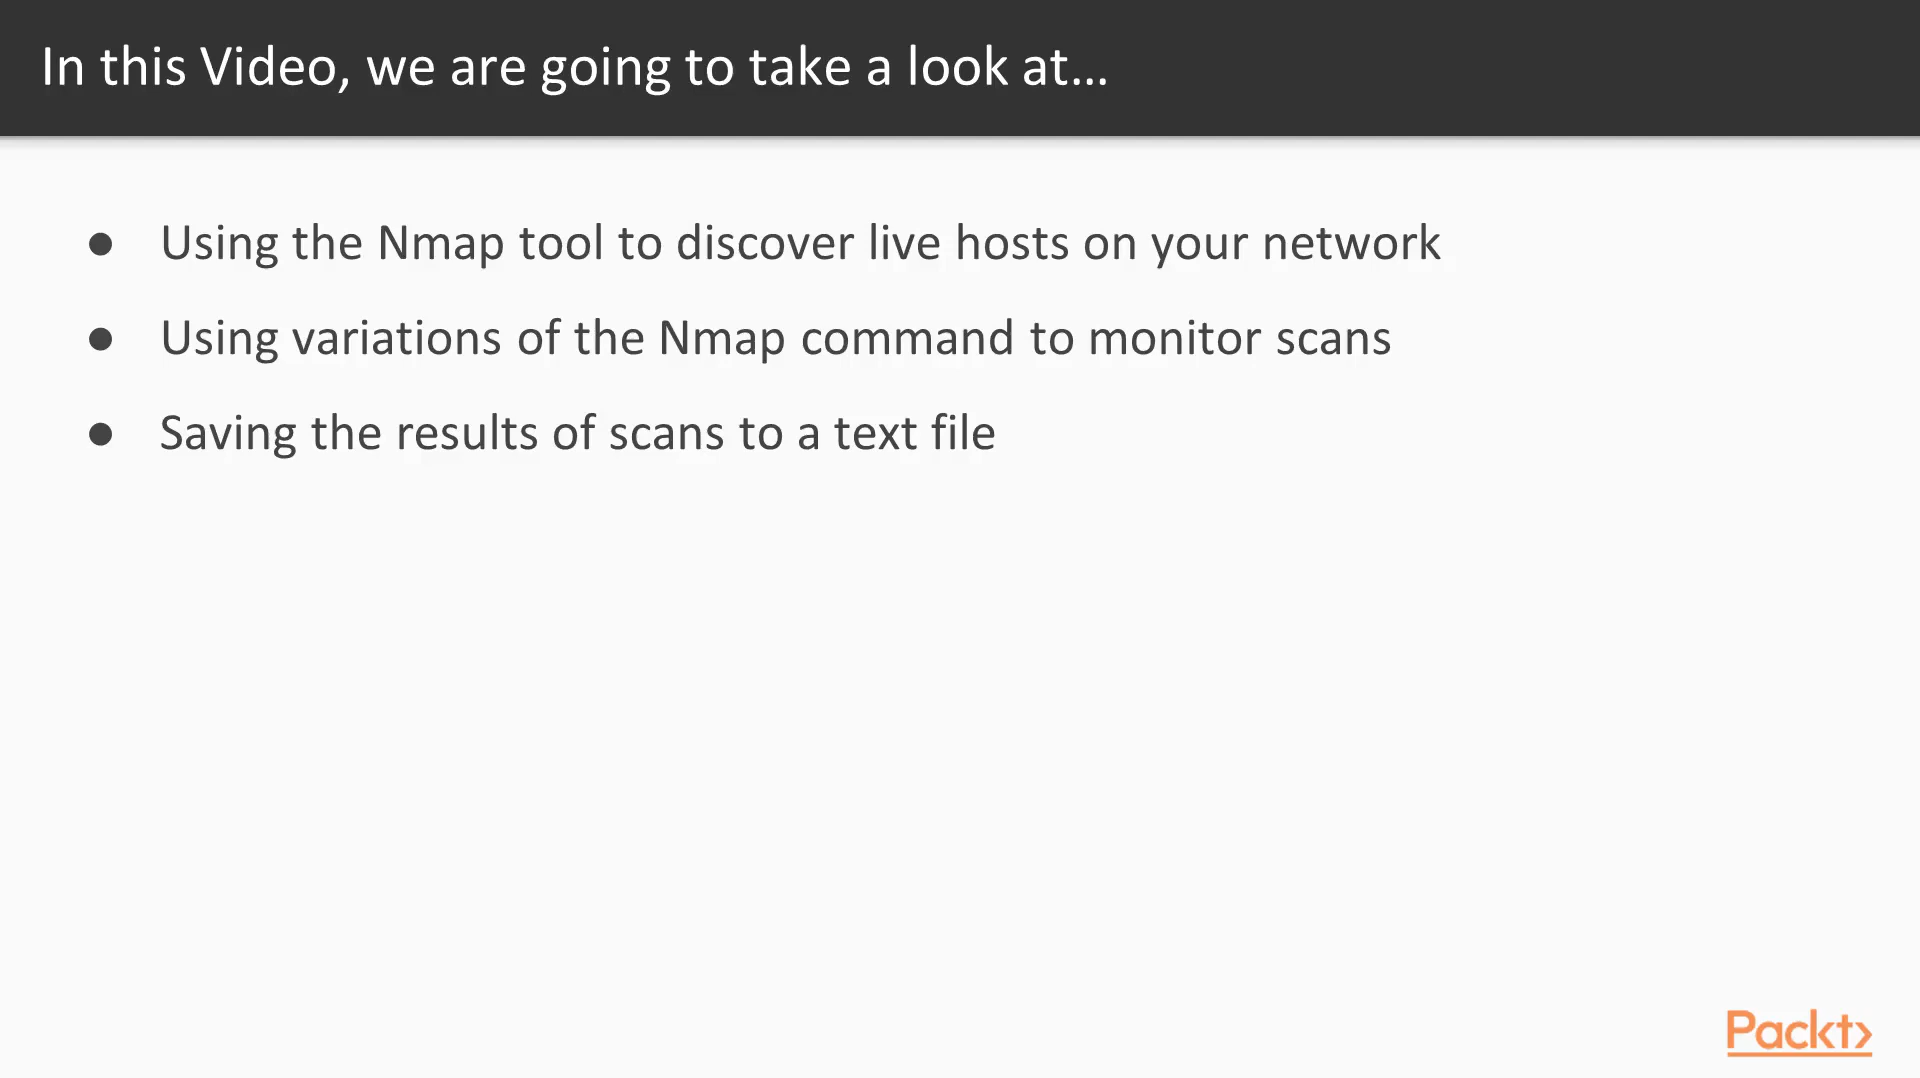 In this Video, we are going to take a look at...
● Using the Nmap tool to discover live hosts on your network
● Using variations of the Nmap command to monitor scans
● Saving the results of scans to a text file
Packt>